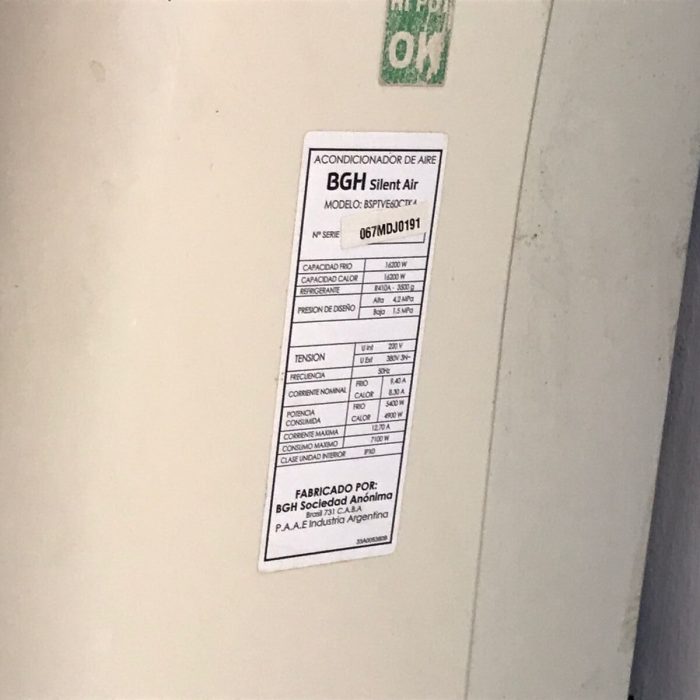 OK
ACONDICIONADOR DE AIRE
BGH Silent Air
MODELO: BSPTVE60CTK4
Nº SERIE 067MDJ0191
CAPACIDAD FRIO 16200 W
CAPACIDAD CALOR 16200 W
REFRIGERANTE R410A - 3500 g
PRESION DE DISEÑO Alta 4,2 MPa
Baja 1.5 MPa
TENSION U Int 220 V
U Ext 380V 3N~
FRECUENCIA 50Hz
CORRIENTE NOMINAL FRIO 9,40 A
CALOR 8,30 A
POTENCIA CONSUMIDA FRIO 5400 W
CALOR 4900 W
CORRIENTE MAXIMA 12,70 A
CONSUMO MAXIMO 7100 W
CLASE UNIDAD INTERIOR IPX0
FABRICADO POR:
BGH Sociedad Anónima
Brasil 731 C.A.B.A
P.A.A.E Industria Argentina